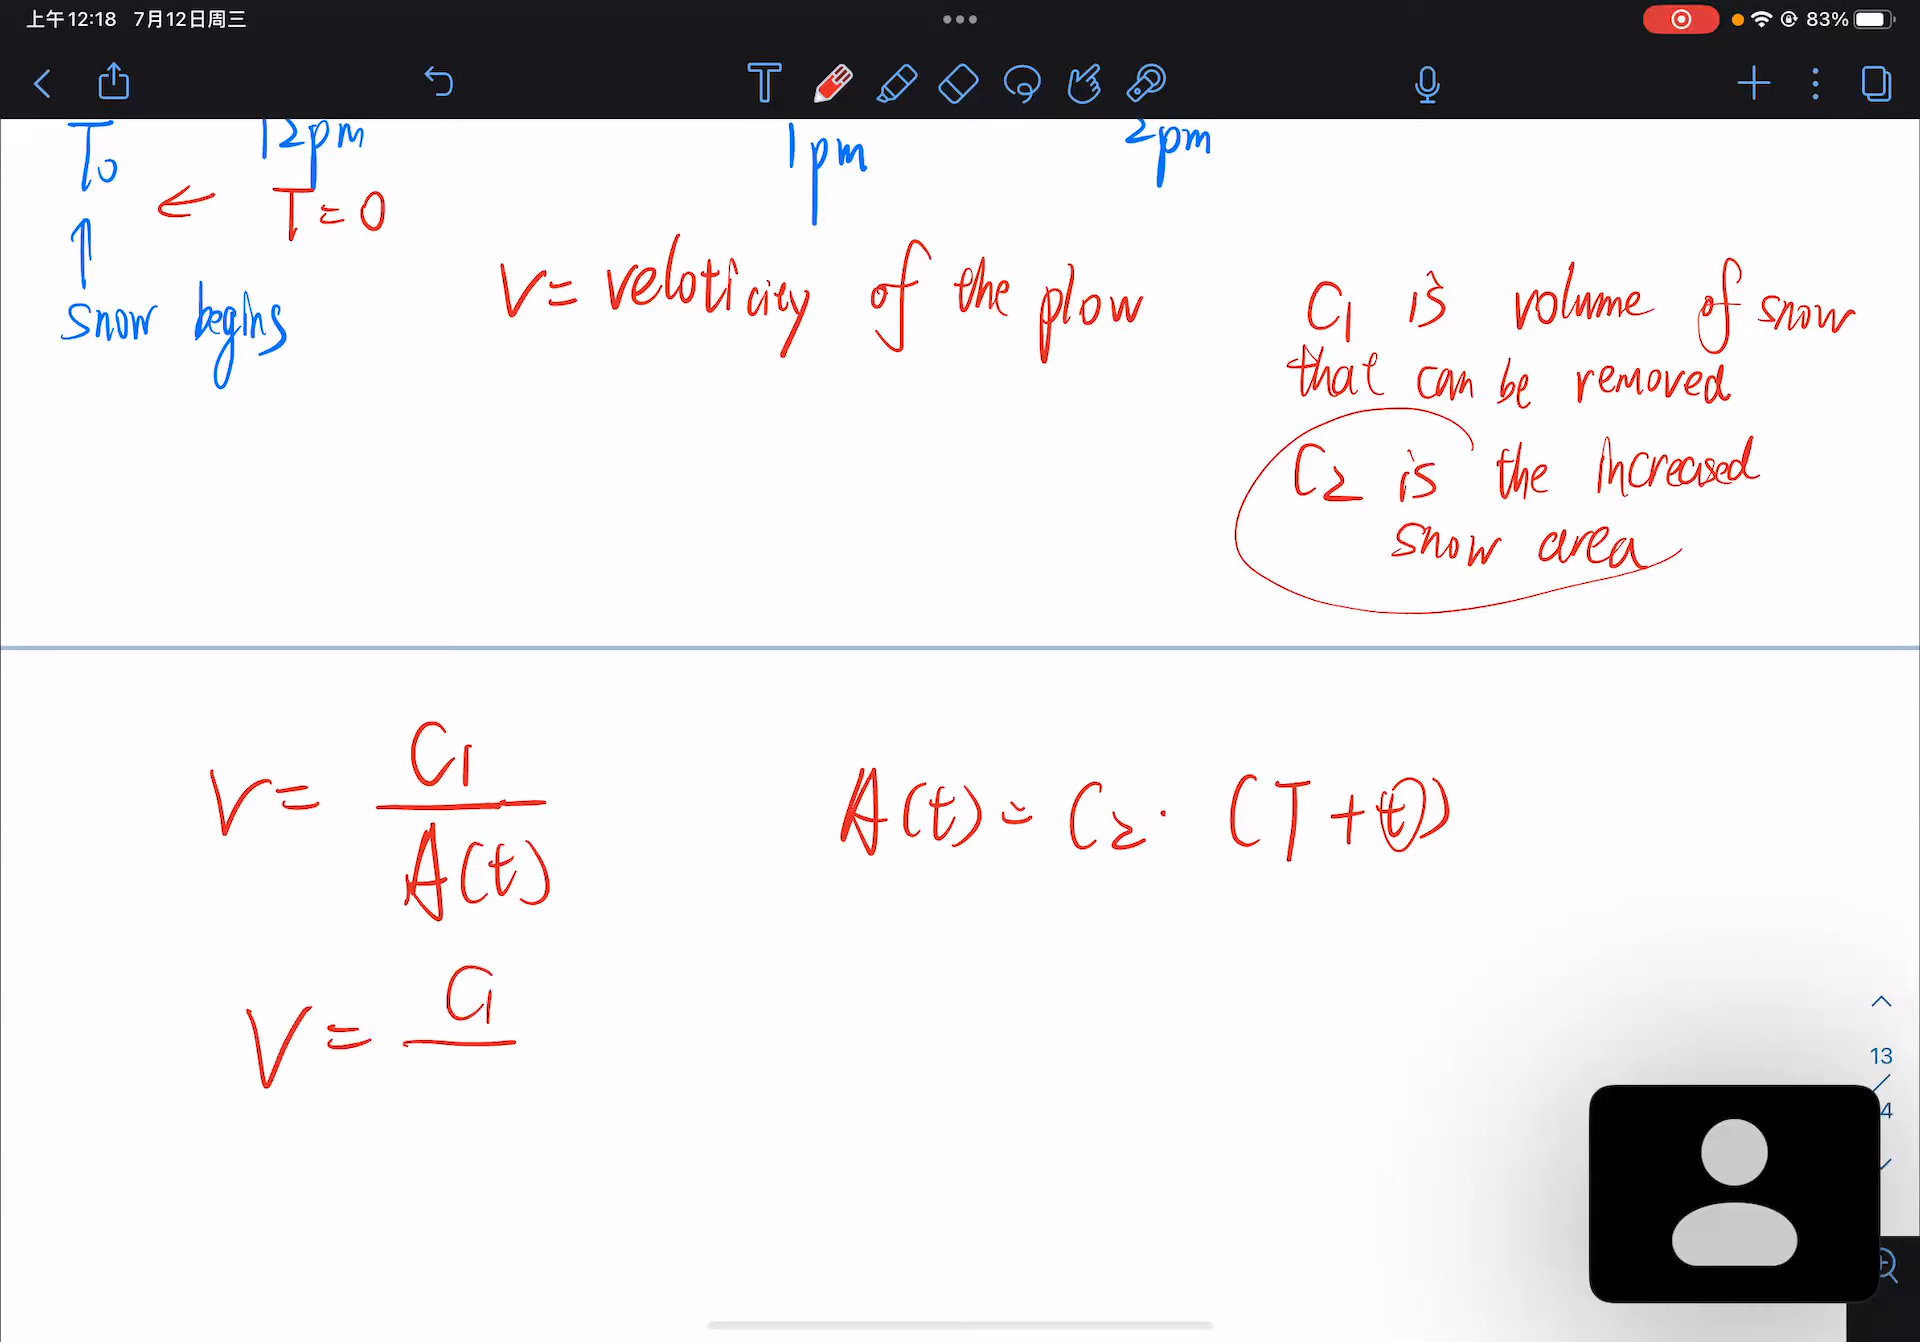 上午12:18 7月12日周三
83%
T₀ 12pm 1pm 2pm
← T=0
↑
snow begins
V= veloticity of the plow
C₁ is volume of snow
that can be removed
C₂ is the increased
snow area
V= C₁/A(t)
A(t)= C₂· (T+t)
V= C₁
13
4